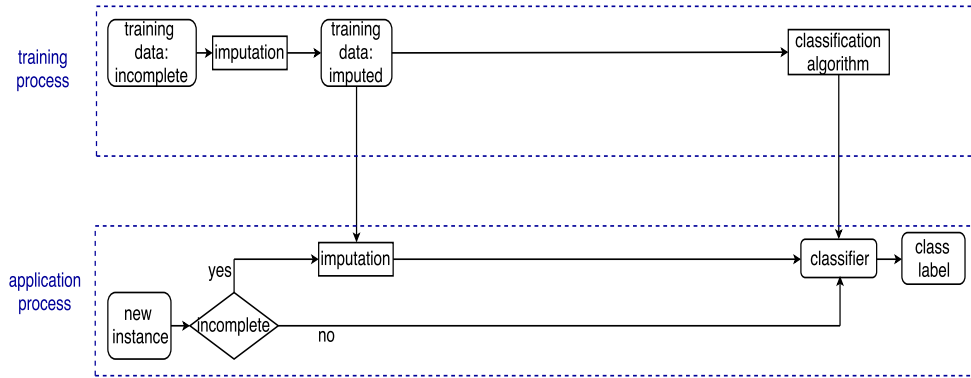 training
process
training
data:
incomplete
imputation
training
data:
imputed
classification
algorithm
application
process
new
instance
incomplete
yes
no
imputation
classifier
class
label